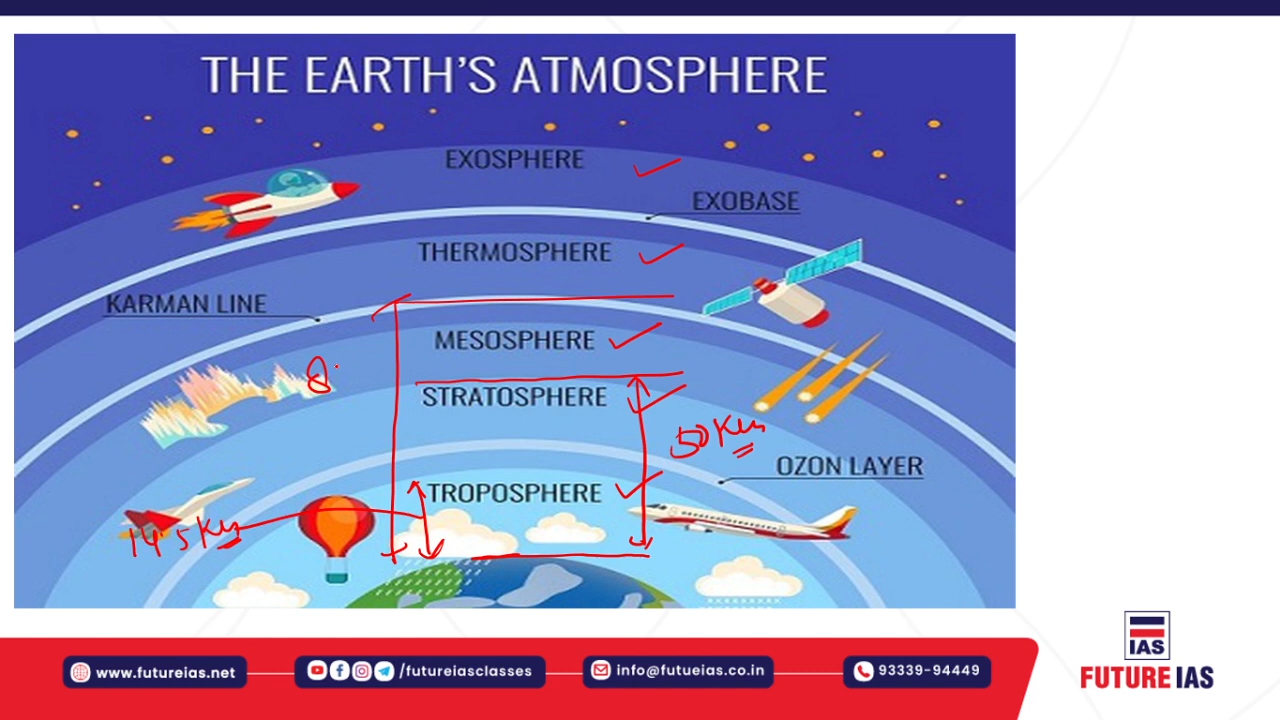 THE EARTH'S ATMOSPHERE
EXOSPHERE
EXOBASE
THERMOSPHERE
KARMAN LINE
MESOSPHERE
8
STRATOSPHERE
50 Km
OZON LAYER
TROPOSPHERE
14.5 Km
IAS
FUTURE IAS
www.futureias.net
/futureiasclasses
info@futueias.co.in
93339-94449